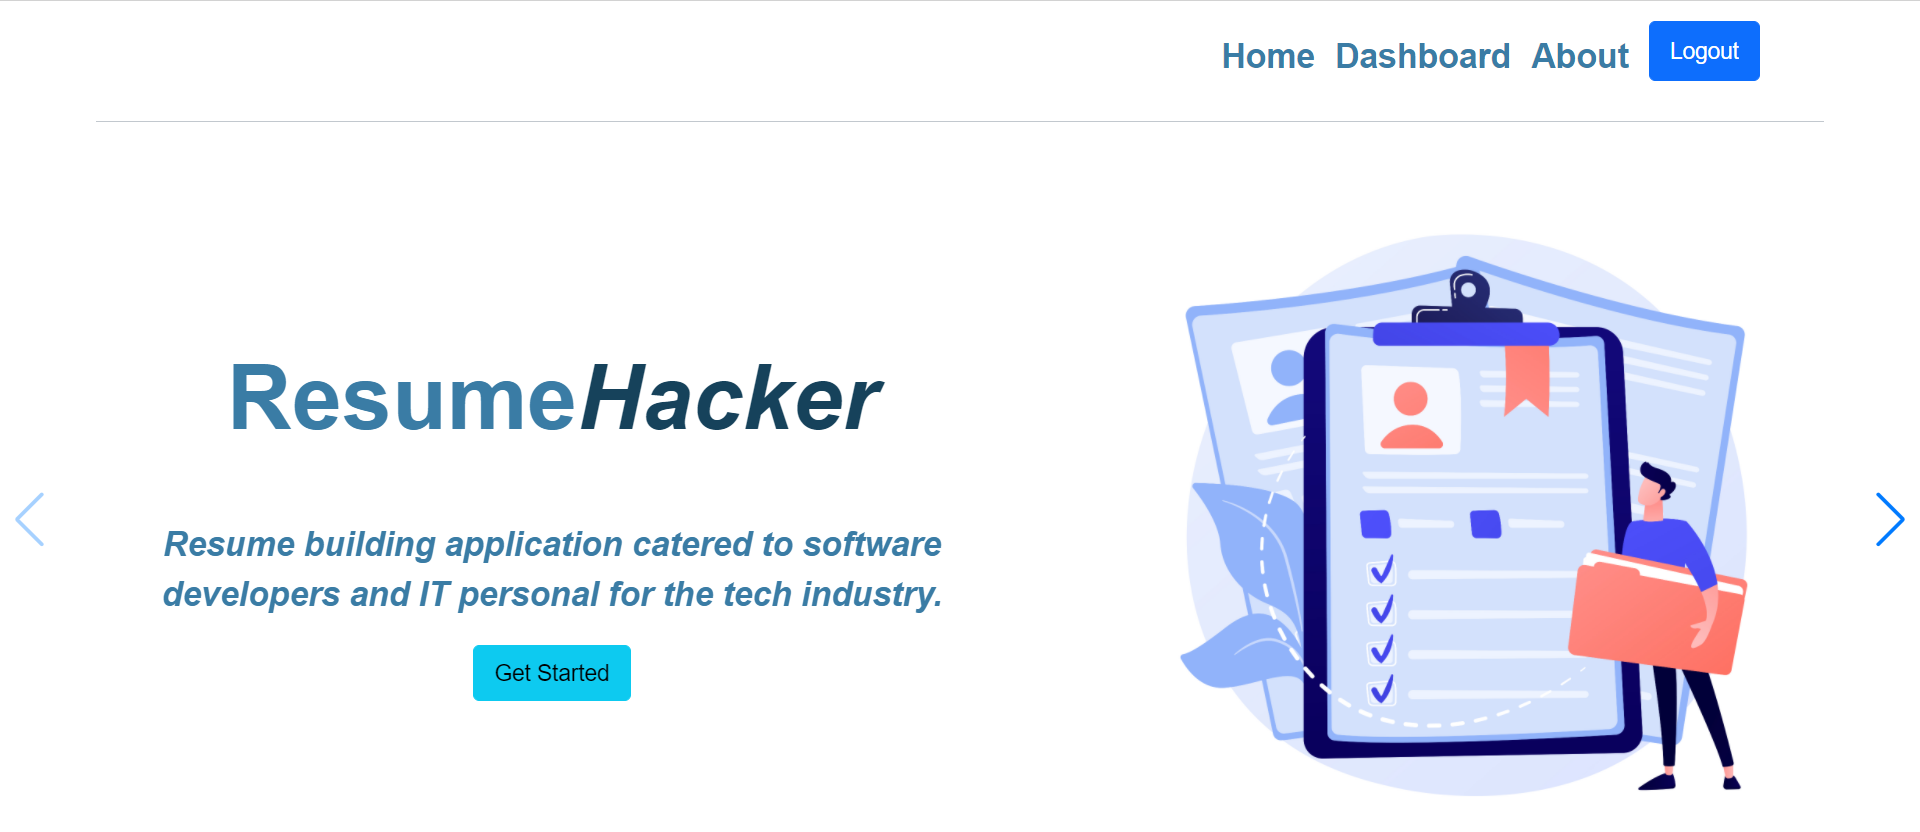 Home Dashboard About Logout
ResumeHacker
Resume building application catered to software
developers and IT personal for the tech industry.
Get Started